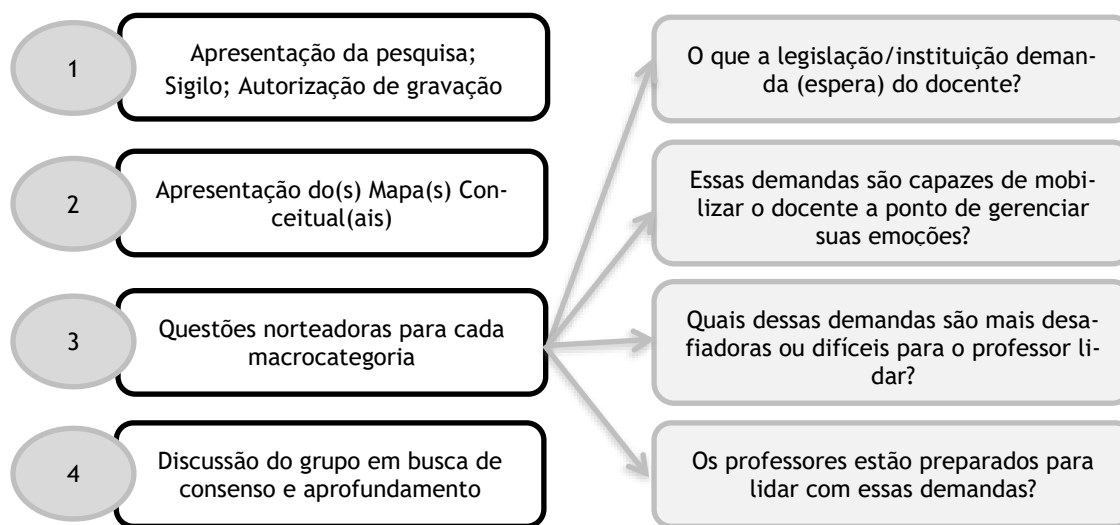 1
Apresentação da pesquisa;
Sigilo; Autorização de gravação
2
Apresentação do(s) Mapa(s) Con-
ceitual(ais)
3
Questões norteadoras para cada
macrocategoria
4
Discussão do grupo em busca de
consenso e aprofundamento
O que a legislação/instituição deman-
da (espera) do docente?
Essas demandas são capazes de mobi-
lizar o docente a ponto de gerenciar
suas emoções?
Quais dessas demandas são mais desa-
fiadoras ou difíceis para o professor li-
dar?
Os professores estão preparados para
lidar com essas demandas?